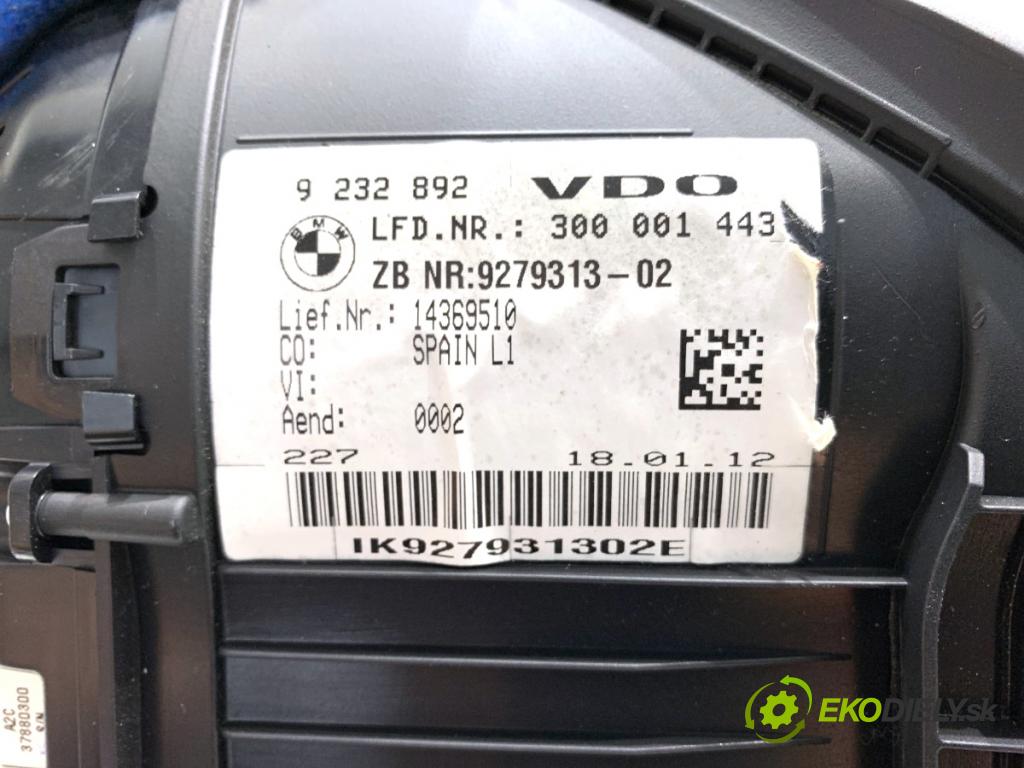 9 232 892 VDO
BMW
LFD.NR.: 300 001 443
ZB NR:9279313-02
Lief.Nr.: 14369510
CO: SPAIN L1
VI:
Aend: 0002
227 18.01.12
IK927931302E
A2C
37880300
S/N
EKODIELY.sk